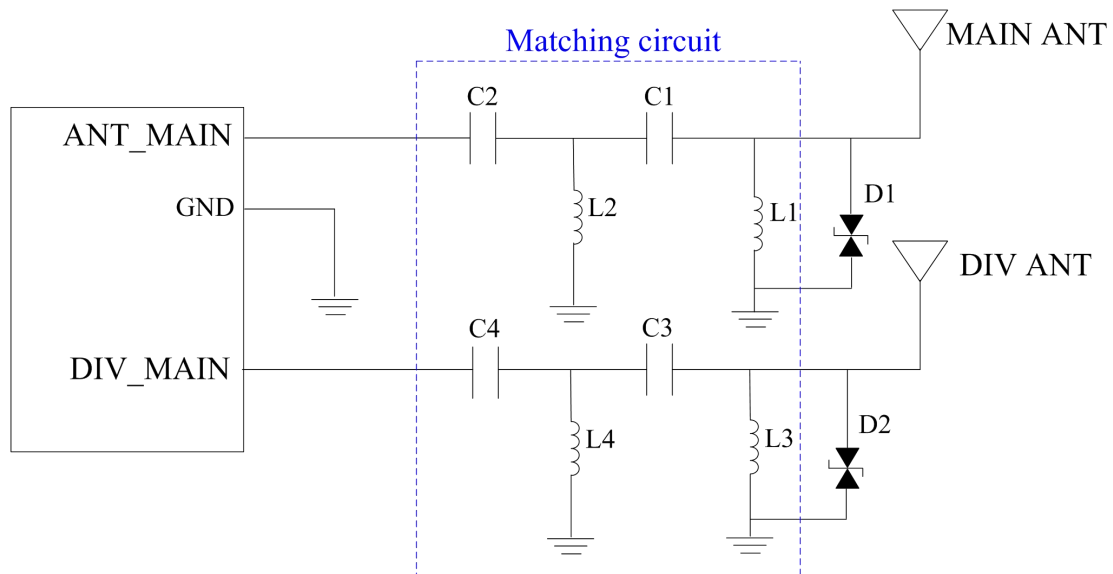 Matching circuit
MAIN ANT
C2
C1
ANT_MAIN
D1
GND
L2
L1
DIV ANT
C4
C3
DIV_MAIN
D2
L4
L3